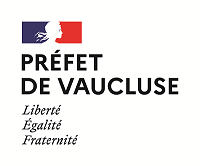 PRÉFET
DE VAUCLUSE
Liberté
Égalité
Fraternité